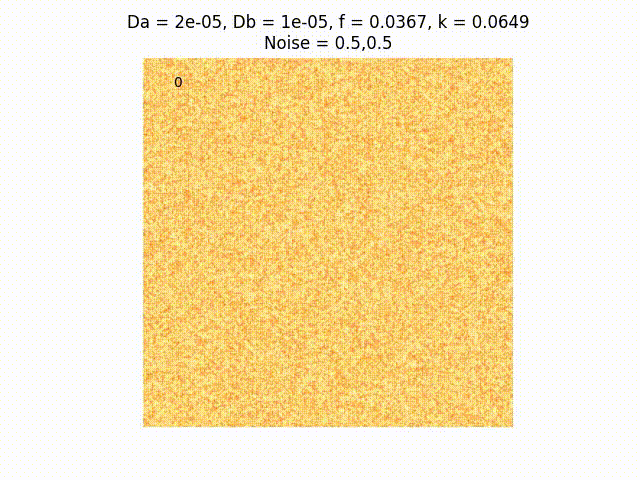 Da = 2e-05, Db = 1e-05, f = 0.0367, k = 0.0649
Noise = 0.5,0.5
0